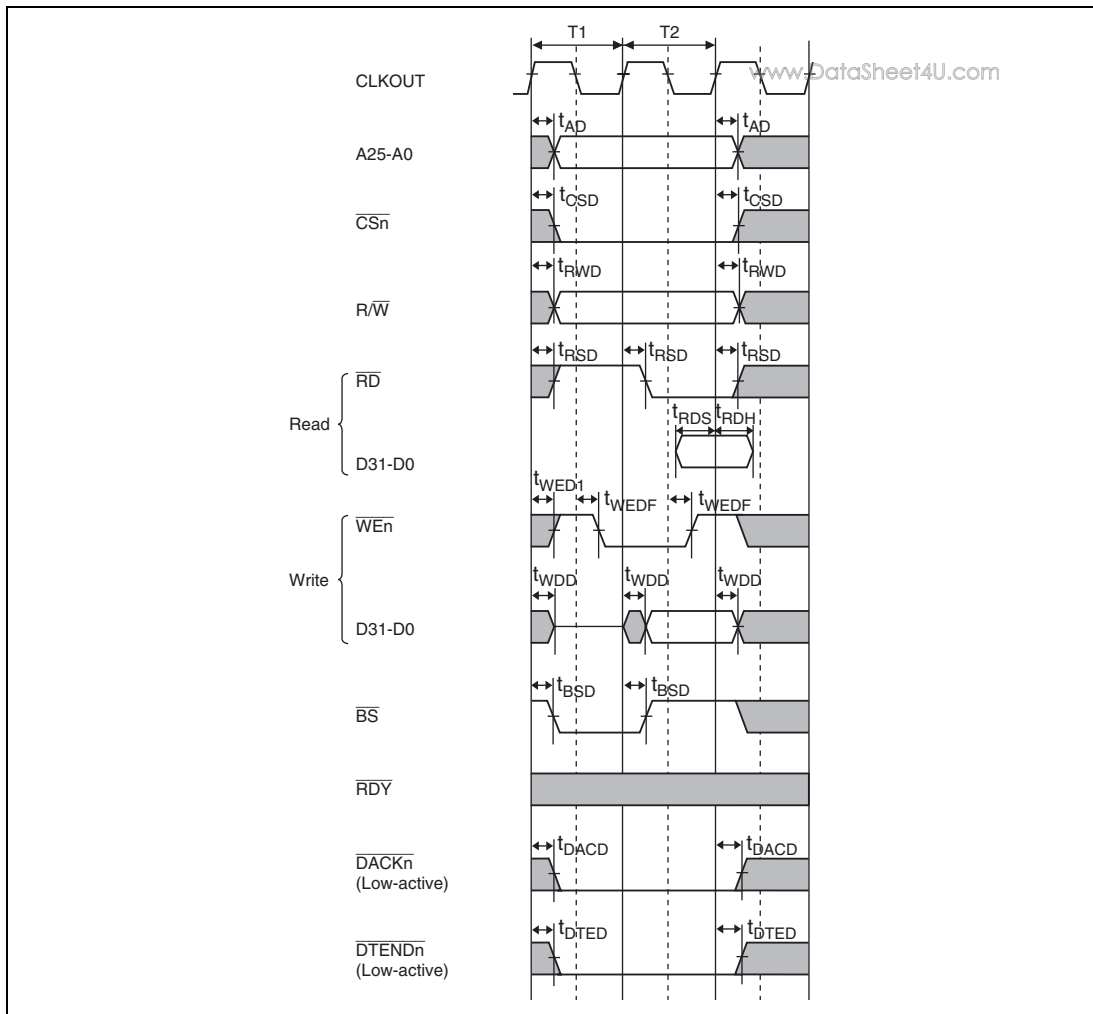 T1 T2
CLKOUT
www.DataSheet4U.com
tAD tAD
A25-A0
tCSD tCSD
CSn
tRWD tRWD
R/W
tRSD tRSD tRSD
RD
Read
tRDS tRDH
D31-D0
tWED1 tWEDF tWEDF
WEn
Write
tWDD tWDD tWDD
D31-D0
tBSD tBSD
BS
RDY
tDACD tDACD
DACKn
(Low-active)
tDTED tDTED
DTENDn
(Low-active)